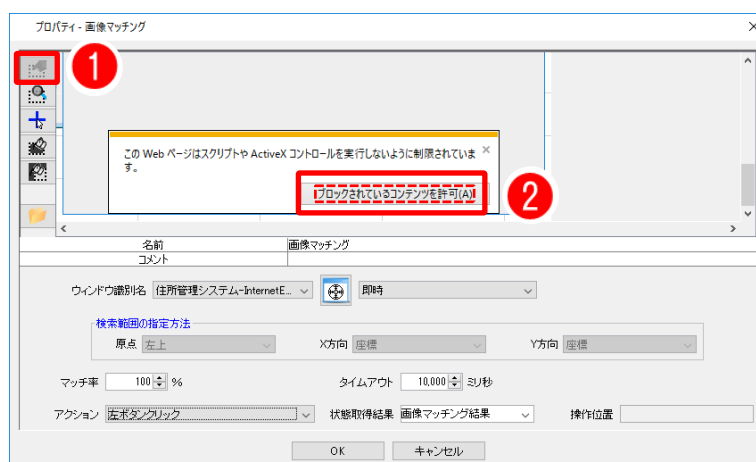 プロパティ - 画像マッチング
1
この Web ページはスクリプトや ActiveX コントロールを実行しないように制限されていま
す。
ブロックされているコンテンツを許可(A)
2
名前 画像マッチング
コメント
ウィンドウ識別名 住所管理システム-InternetE... 即時
検索範囲の指定方法
原点 左上 X方向 座標 Y方向 座標
マッチ率 100 % タイムアウト 10,000 ミリ秒
アクション 左ボタンクリック 状態取得結果 画像マッチング結果 操作位置
OK キャンセル